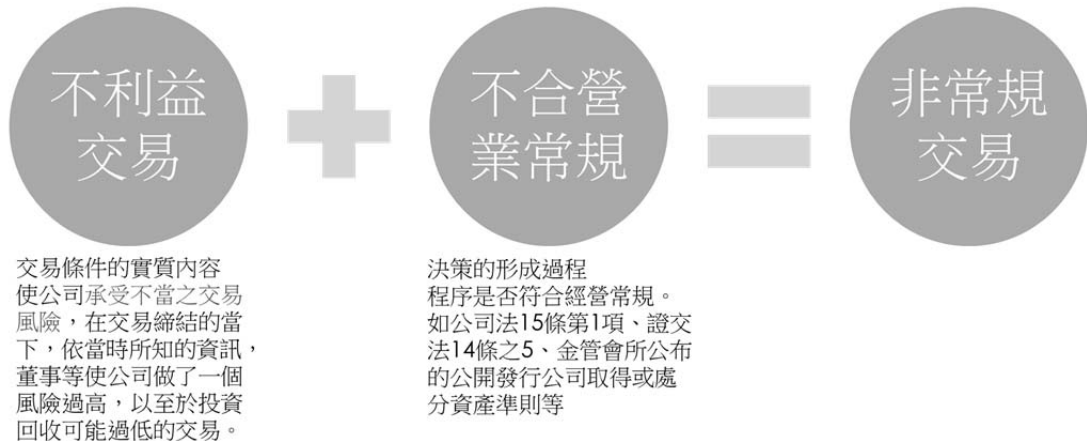 不利益
交易
不合營
業常規
非常規
交易
交易條件的實質內容
使公司承受不當之交易
風險，在交易締結的當
下，依當時所知的資訊，
董事等使公司做了一個
風險過高，以至於投資
回收可能過低的交易。
決策的形成過程
程序是否符合經營常規。
如公司法15條第1項、證交
法14條之5、金管會所公布
的公開發行公司取得或處
分資產準則等